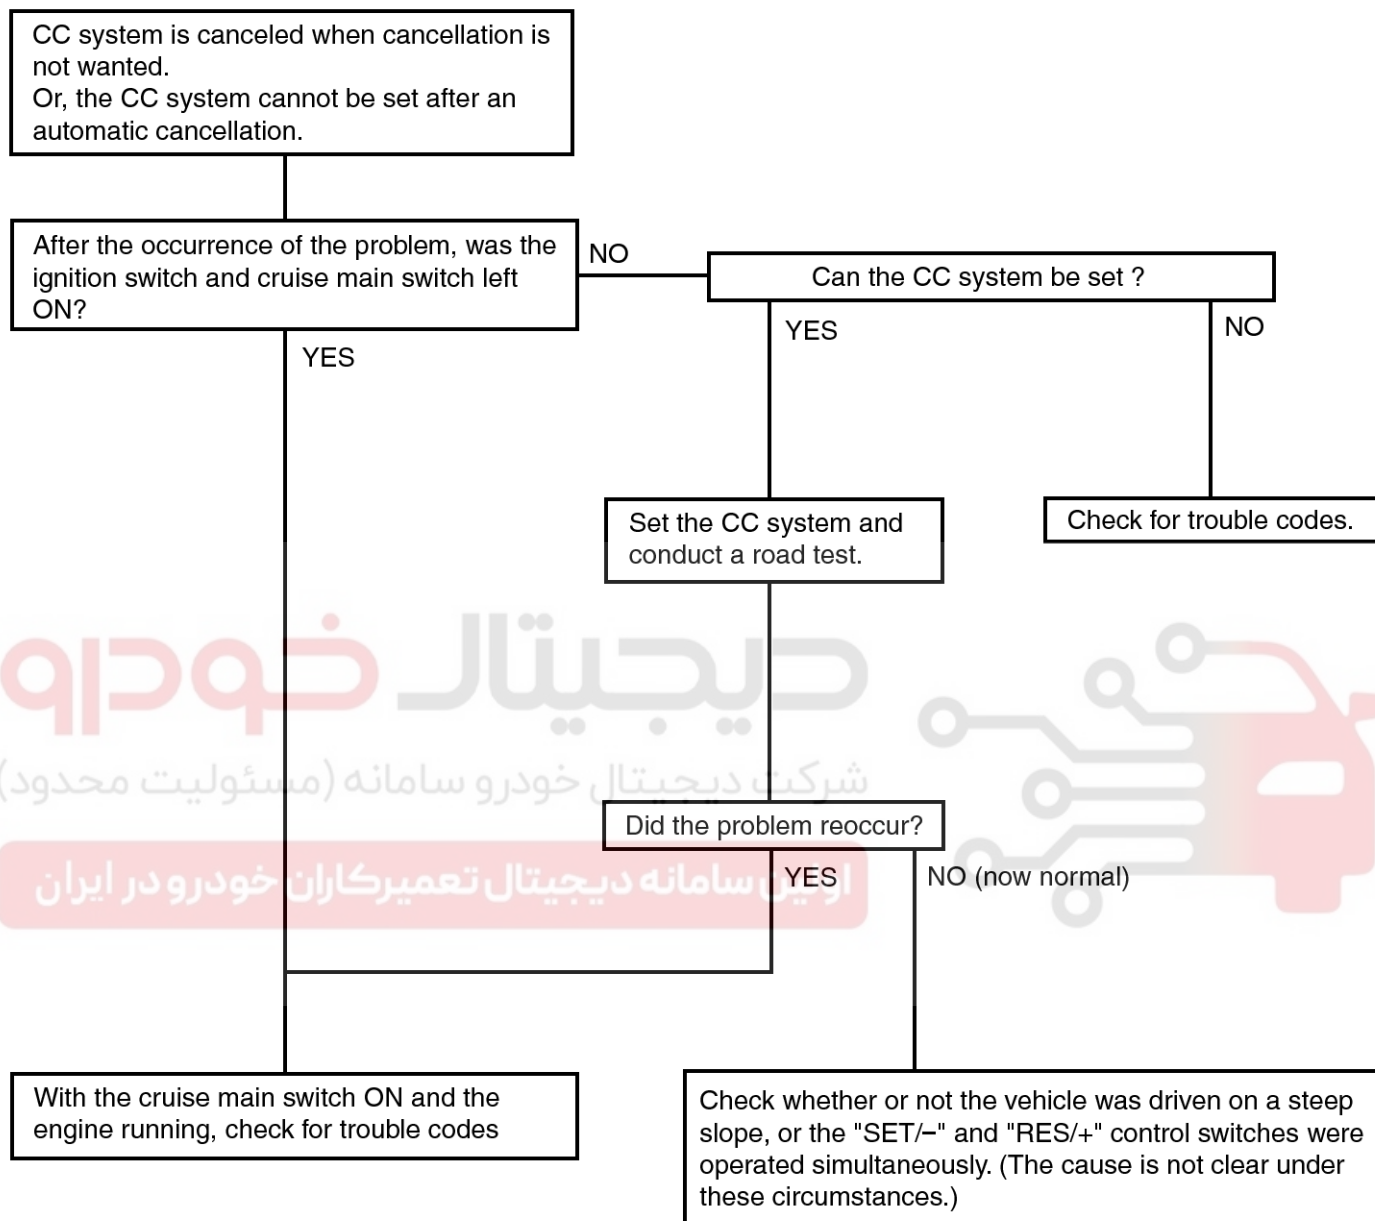 CC system is canceled when cancellation is
not wanted.
Or, the CC system cannot be set after an
automatic cancellation.
After the occurrence of the problem, was the
ignition switch and cruise main switch left
ON?
NO
Can the CC system be set ?
YES
YES
NO
Set the CC system and
conduct a road test.
Check for trouble codes.
دیجیتال خودرو
شرکت دیجیتال خودرو سامانه (مسئولیت محدود)
Did the problem reoccur?
اولین سامانه دیجیتال تعمیرکاران خودرو در ایران
YES
NO (now normal)
With the cruise main switch ON and the
engine running, check for trouble codes
Check whether or not the vehicle was driven on a steep
slope, or the "SET/–" and "RES/+" control switches were
operated simultaneously. (The cause is not clear under
these circumstances.)